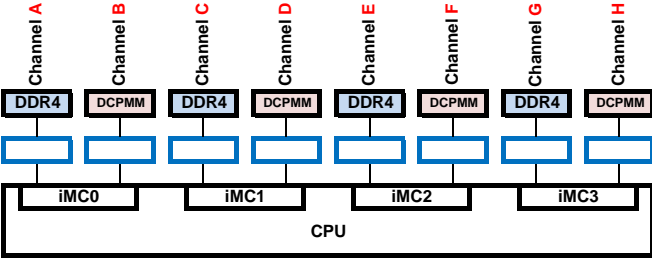 Channel A
Channel B
Channel C
Channel D
Channel E
Channel F
Channel G
Channel H
DDR4
DCPMM
DDR4
DCPMM
DDR4
DCPMM
DDR4
DCPMM
iMC0
iMC1
iMC2
iMC3
CPU